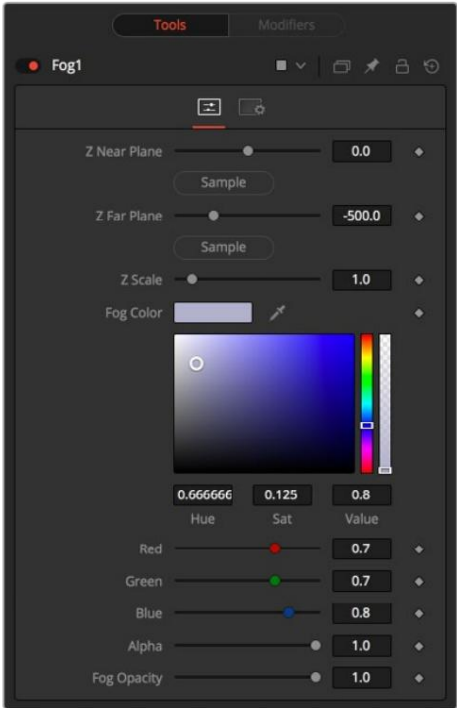 Tools Modifiers
Fog1
Z Near Plane 0.0
Sample
Z Far Plane -500.0
Sample
Z Scale 1.0
Fog Color
0.666666 0.125 0.8
Hue Sat Value
Red 0.7
Green 0.7
Blue 0.8
Alpha 1.0
Fog Opacity 1.0